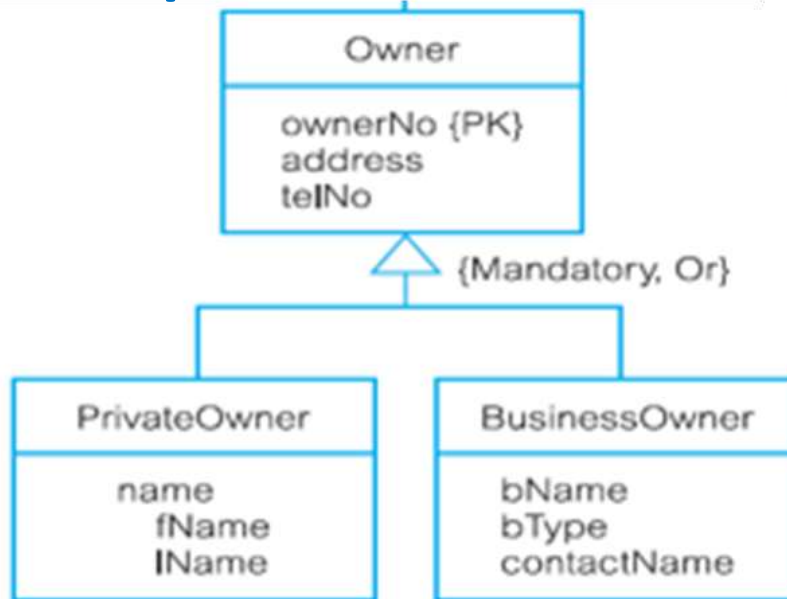 Owner
ownerNo {PK}
address
telNo
{Mandatory, Or}
PrivateOwner
name
fName
lName
BusinessOwner
bName
bType
contactName